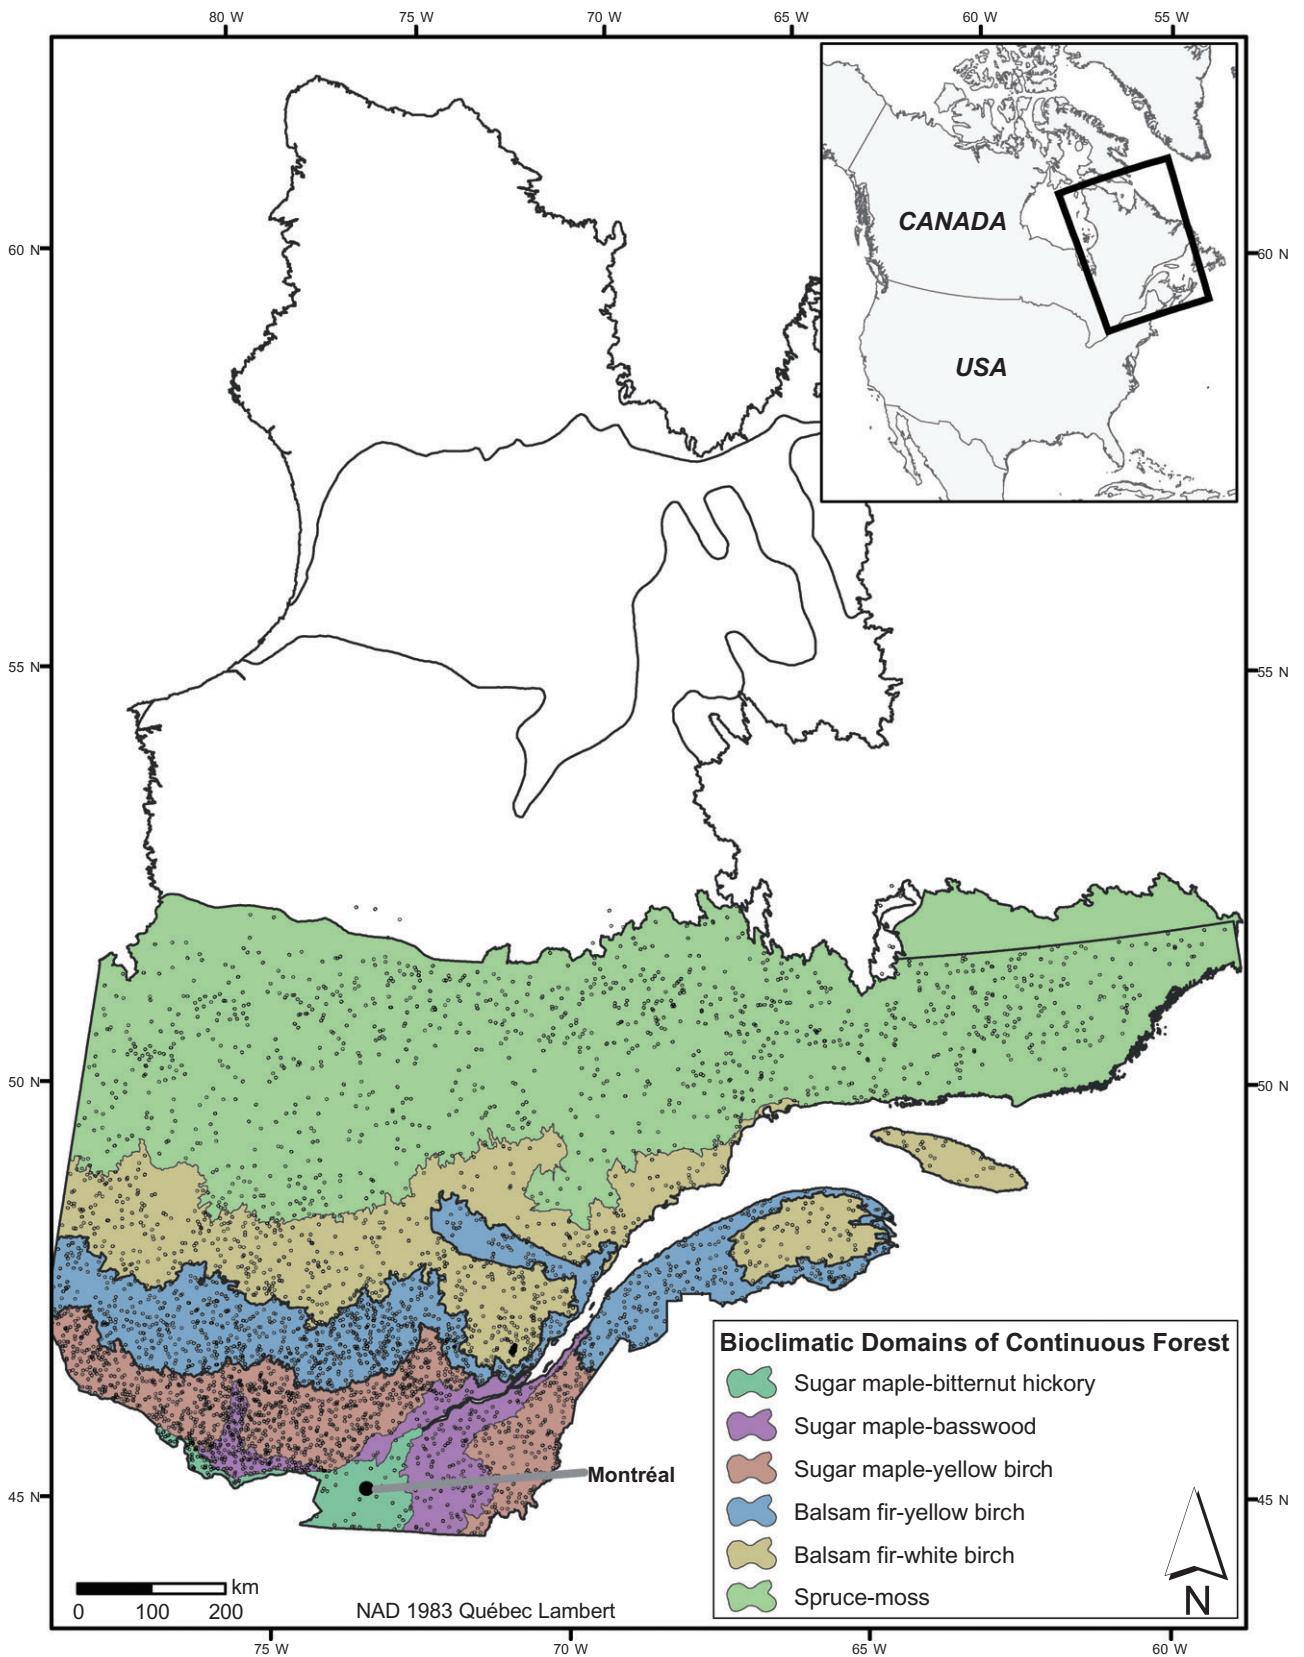 80 W 75 W 70 W 65 W 60 W 55 W
CANADA
USA
60 N 60 N
55 N 55 N
50 N 50 N
45 N 45 N
Montréal
Bioclimatic Domains of Continuous Forest
Sugar maple-bitternut hickory
Sugar maple-basswood
Sugar maple-yellow birch
Balsam fir-yellow birch
Balsam fir-white birch
Spruce-moss
N
km
0 100 200
NAD 1983 Québec Lambert
75 W 70 W 65 W 60 W